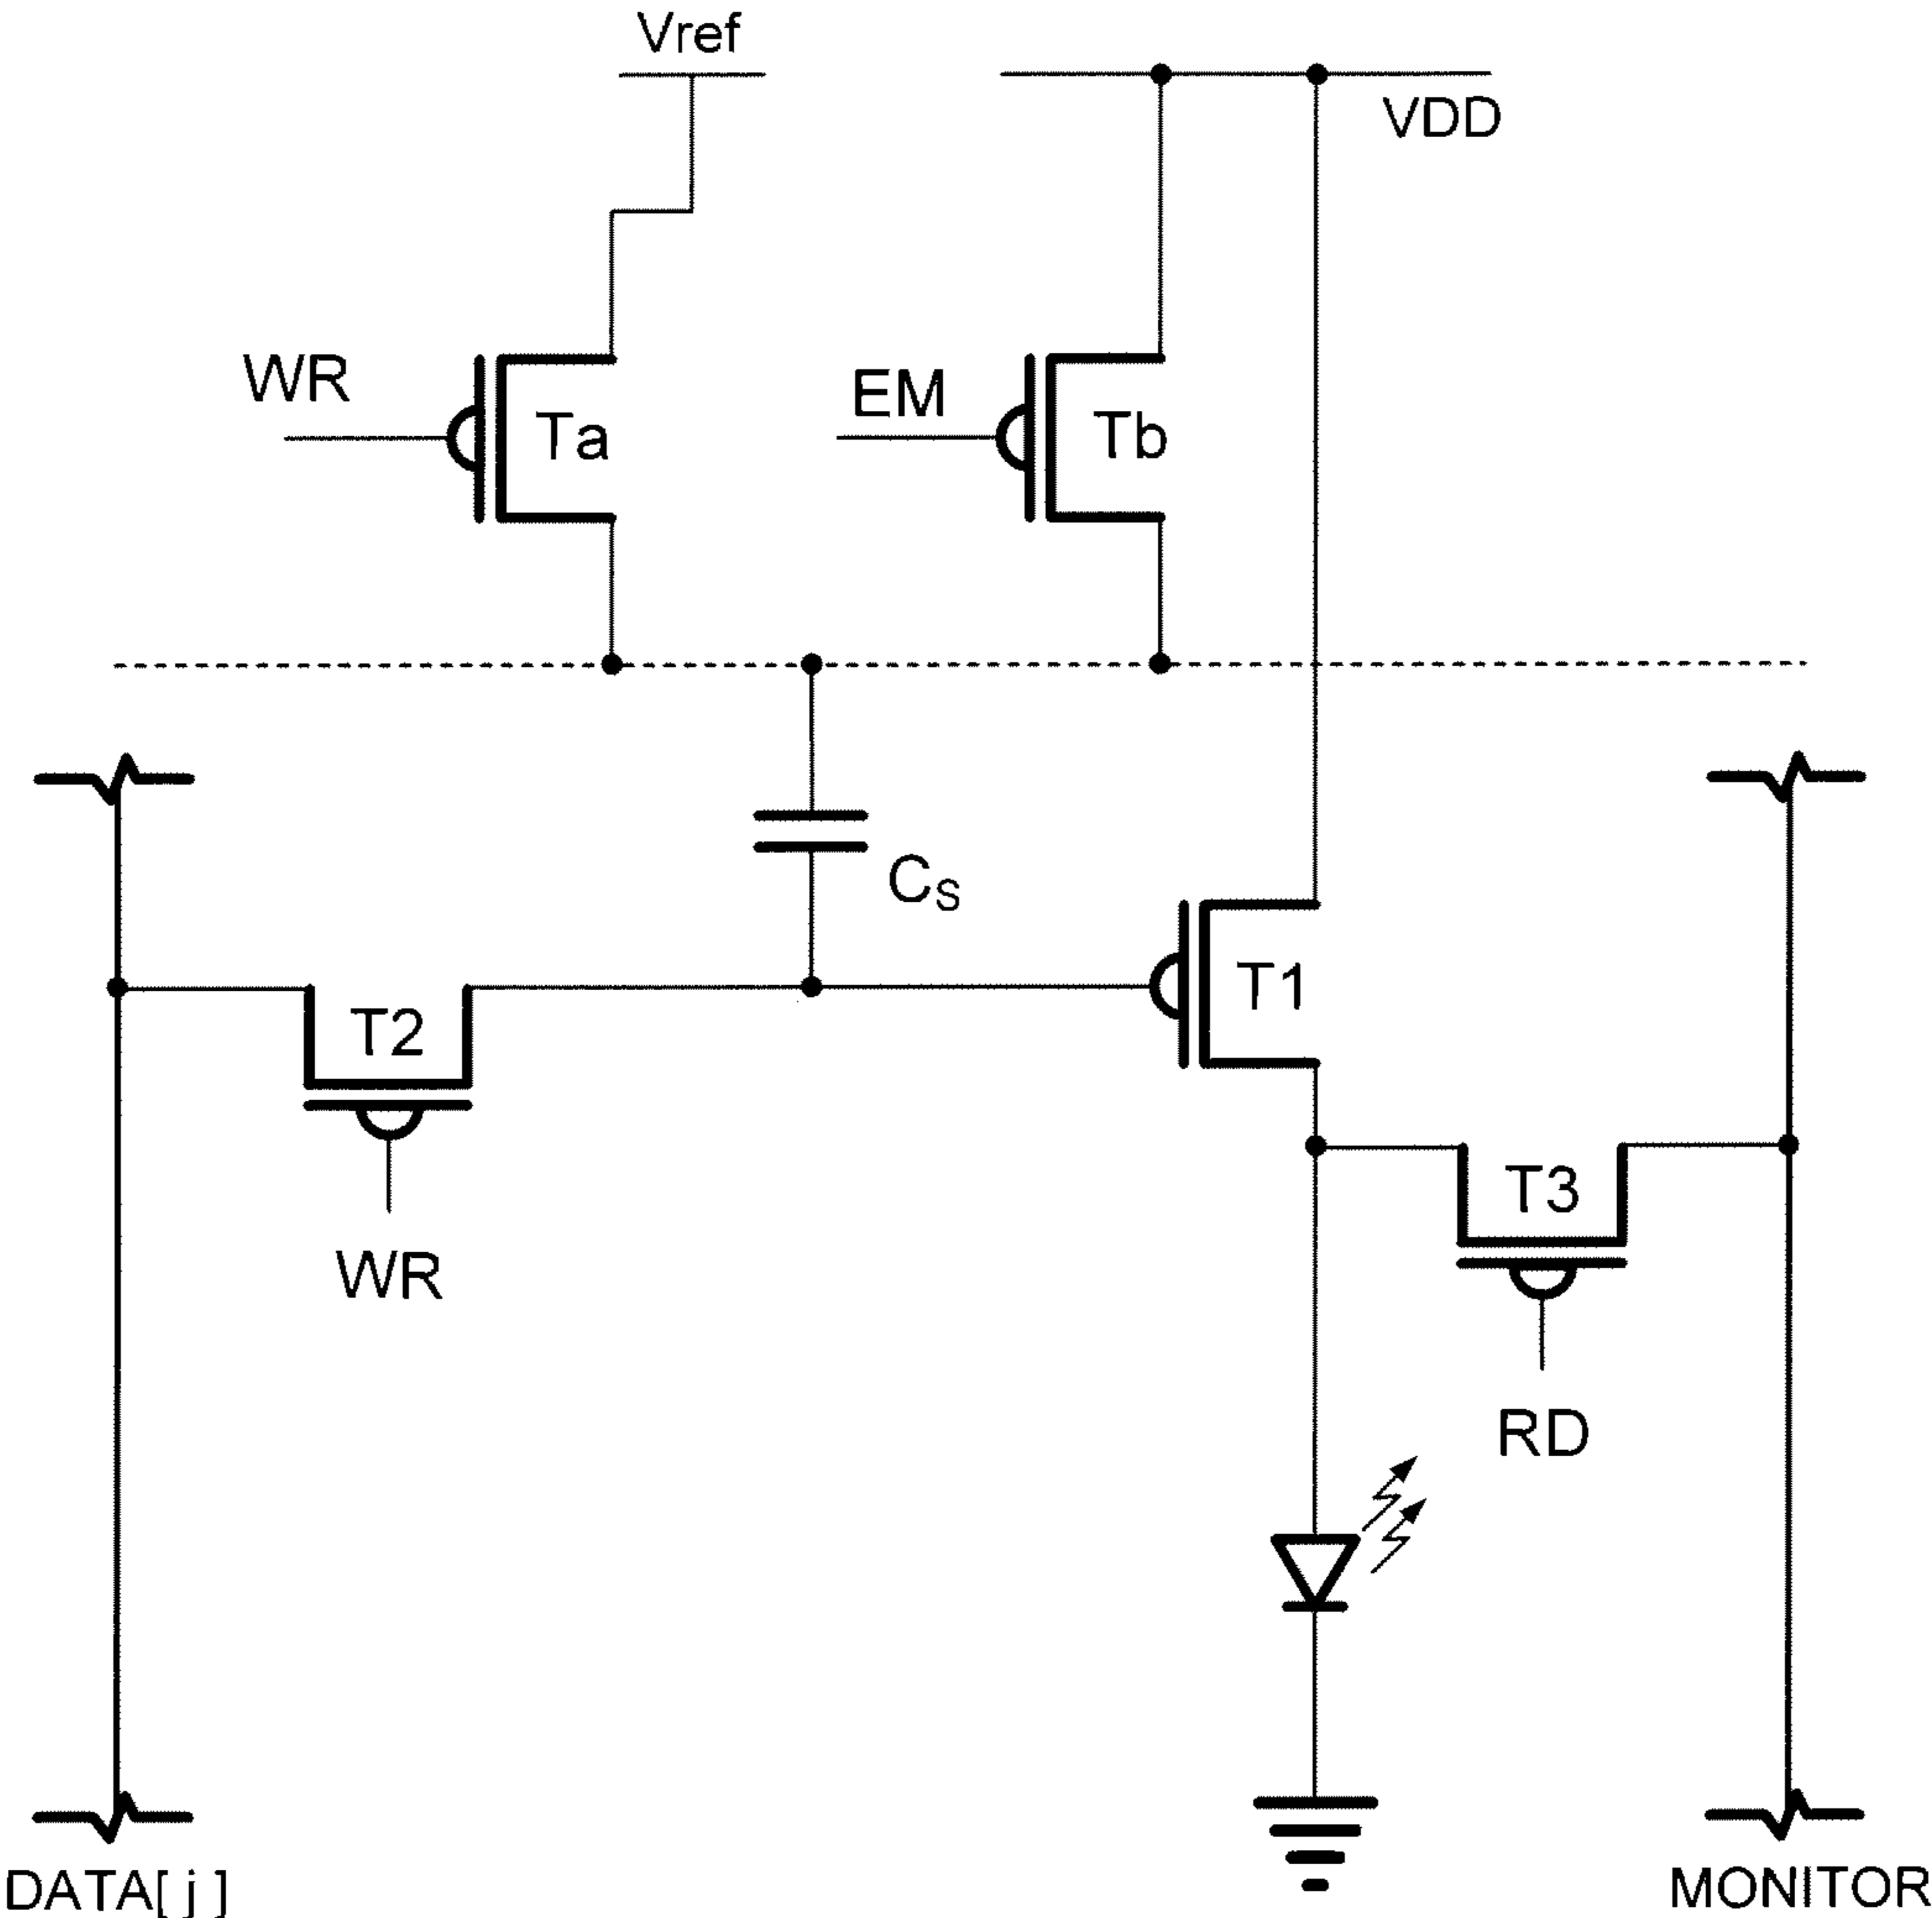 Vref
VDD
WR
Ta
EM
Tb
Cs
T1
T2
WR
T3
RD
DATA[ j ]
MONITOR